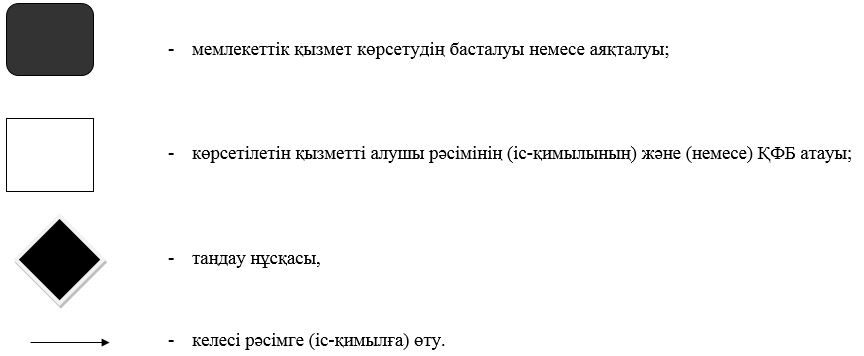 - мемлекеттік қызмет көрсетудің басталуы немесе аяқталуы;
- көрсетілетін қызметті алушы рәсімінің (іс-қимылының) және (немесе) ҚФБ атауы;
- таңдау нұсқасы,
- келесі рәсімге (іс-қимылға) өту.